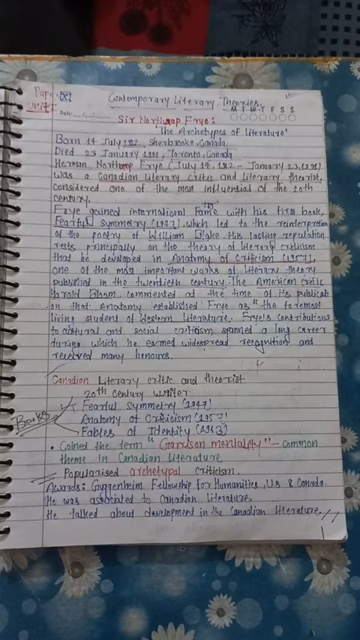 Contemporary Literary Theories
M T W T F S S
Date
Sir Northrop Frye:
"The Archetypes of Literature"
Born 14 July 1912, Sherbrooke, Canada
Died 23 January 1991, Toronto, Canada
Herman Northrop Frye (July 14, 1912 - January 23, 1991)
was a Canadian literary critic and literary theorist,
considered one of the most influential of the 20th
century.
Frye gained international fame with his first book,
Fearful symmetry (1947), which led to the reinterpretation
of the poetry of William Blake. His lasting reputation
rests principally on the theory of literary criticism
that he developed in Anatomy of Criticism (1957),
one of the most important works of literary theory
published in the twentieth century. The American critic
Harold Bloom commented at the time of its publicati
on that Anatomy established Frye as "the foremost
living student of Western Literature. Frye's contributions
to cultural and social criticism spanned a long career
during which he earned widespread recognition and
received many honours.
Canadian Literary critic and theorist
20th Century writer
Books
Fearful Symmetry (1947)
Anatomy of Criticism (1957)
Fables of Identity (1963)
Coined the term "Garrison mentality" - common
theme in Canadian Literature
Popularised archetypal criticism.
Awards: Guggenheim Fellowship for Humanities, US & Canada.
He was associated to Canadian literature.
He talked about development in the Canadian literature.